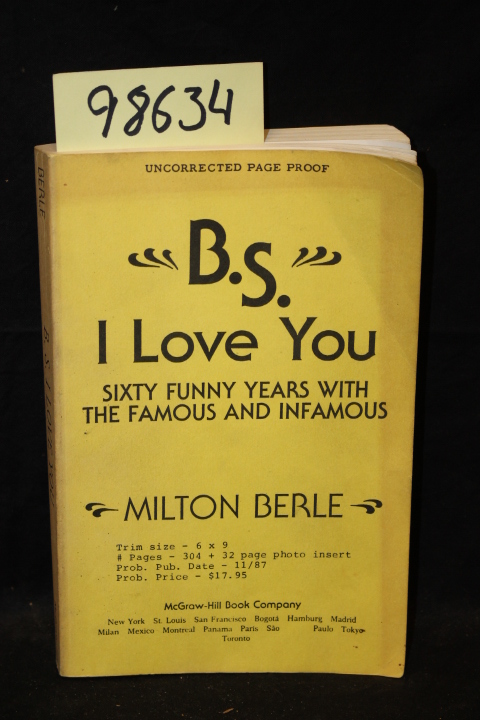 98634
UNCORRECTED PAGE PROOF
B.S.
I Love You
SIXTY FUNNY YEARS WITH
THE FAMOUS AND INFAMOUS
MILTON BERLE
Trim size - 6 x 9
# Pages - 304 + 32 page photo insert
Prob. Pub. Date - 11/87
Prob. Price - $17.95
McGraw-Hill Book Company
New York St. Louis San Francisco Bogotá Hamburg Madrid
Milan Mexico Montreal Panama Paris São Paulo Tokyo
Toronto
BERLE
B.S. I LOVE YOU